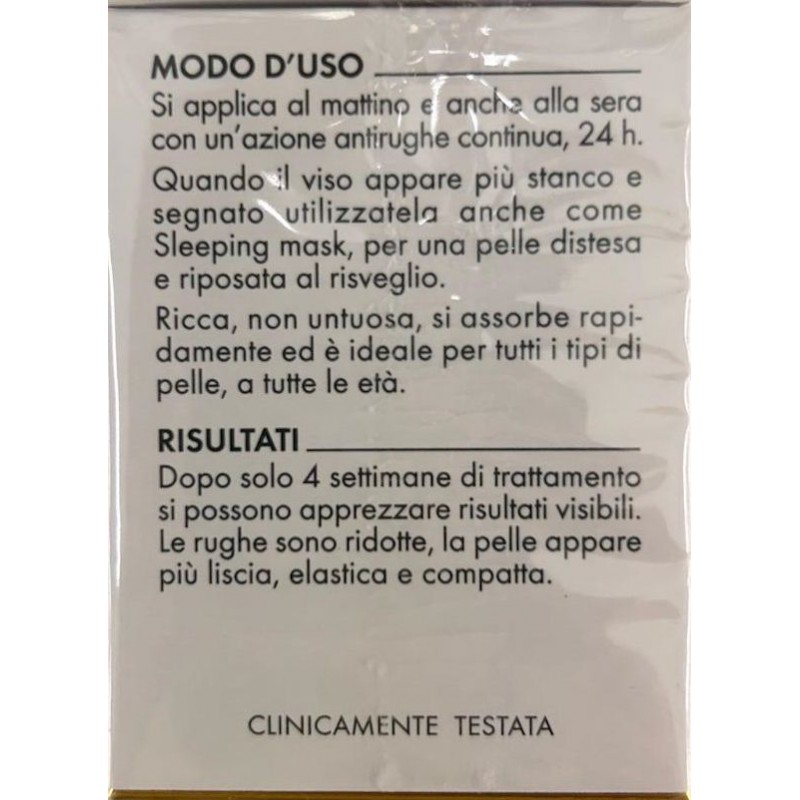 MODO D'USO
Si applica al mattino e anche alla sera
con un'azione antirughe continua, 24 h.
Quando il viso appare più stanco e
segnato utilizzatela anche come
Sleeping mask, per una pelle distesa
e riposata al risveglio.
Ricca, non untuosa, si assorbe rapi-
damente ed è ideale per tutti i tipi di
pelle, a tutte le età.
RISULTATI
Dopo solo 4 settimane di trattamento
si possono apprezzare risultati visibili.
Le rughe sono ridotte, la pelle appare
più liscia, elastica e compatta.
CLINICAMENTE TESTATA